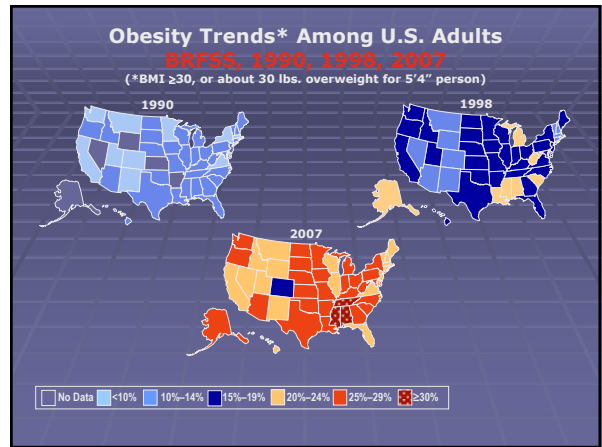 Obesity Trends* Among U.S. Adults
BRFSS, 1990, 1998, 2007
(*BMI ≥30, or about 30 lbs. overweight for 5’4” person)
1990
1998
2007
No Data <10% 10%–14% 15%–19% 20%–24% 25%–29% ≥30%